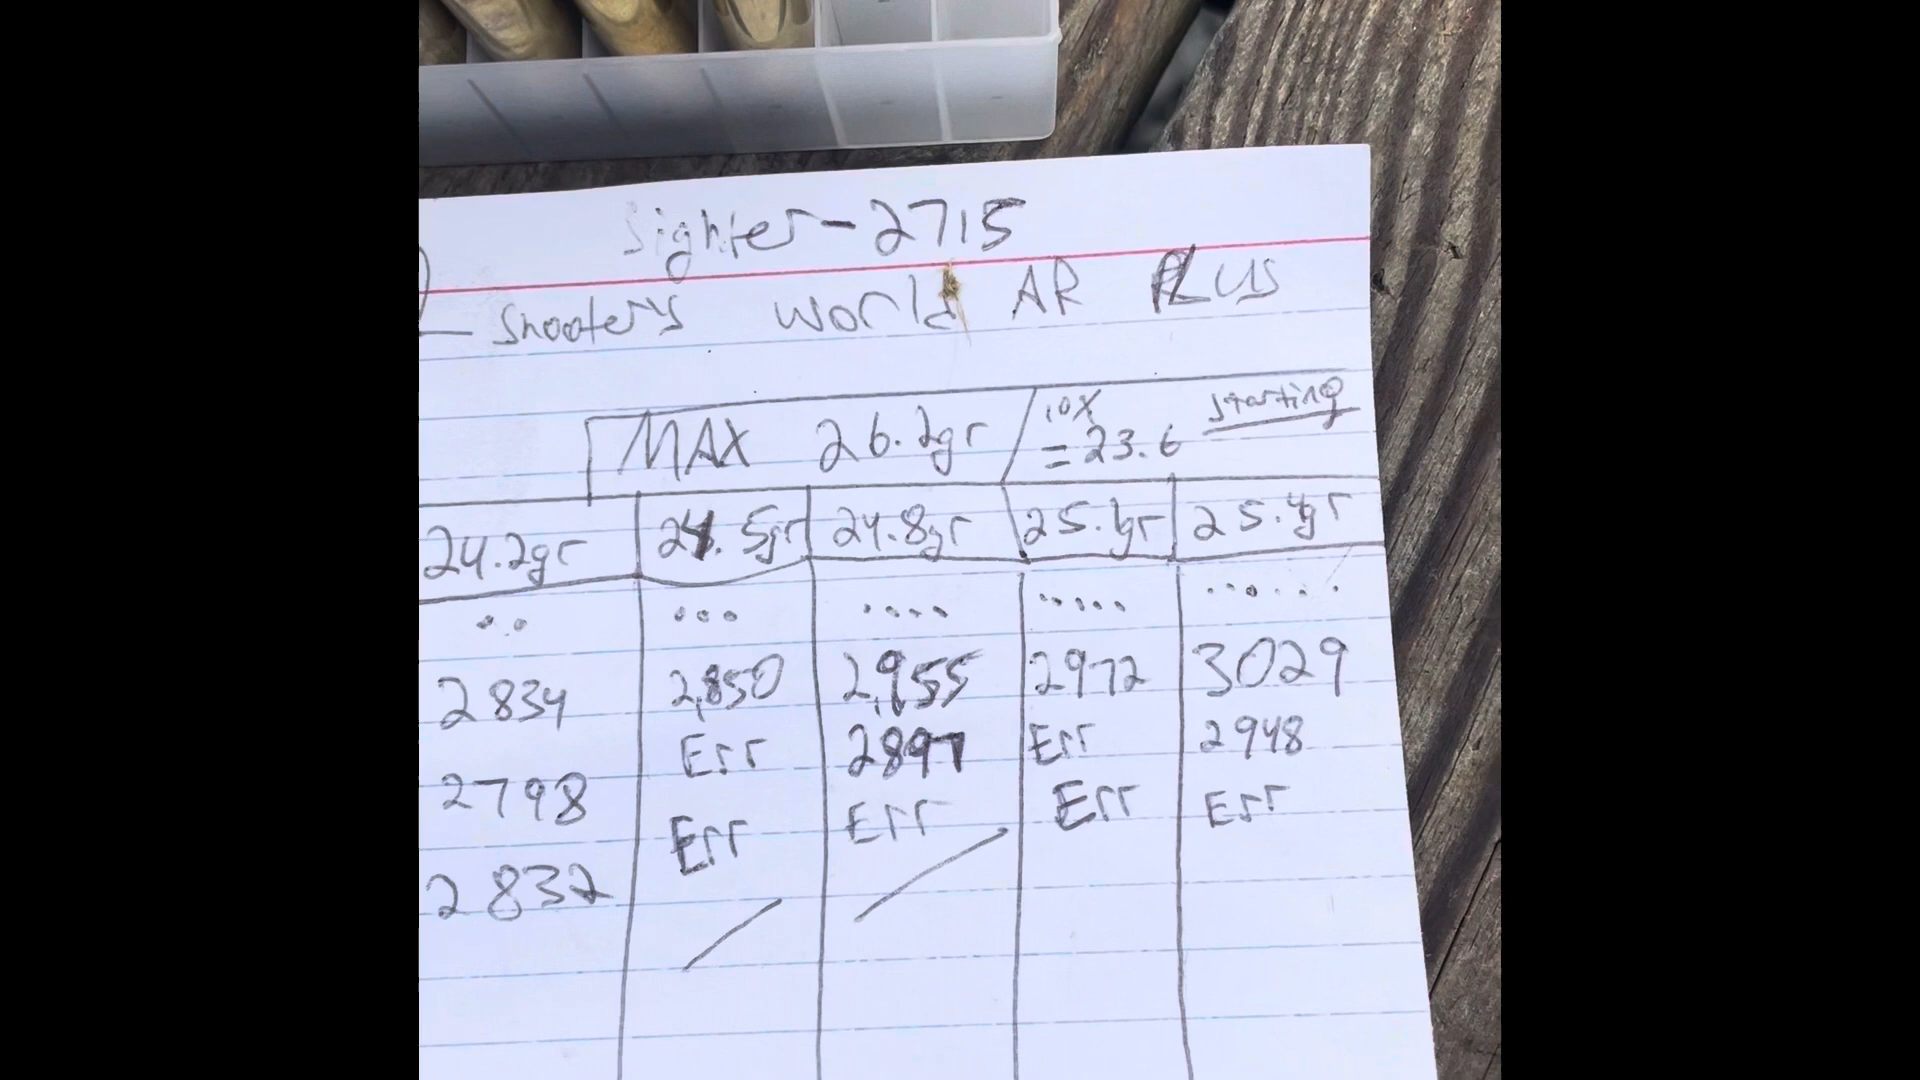 Sighter-2715
shooters world AR PLUS
MAX 26.2gr
10X
= 23.6 starting
24.2gr 24.5gr 24.8gr 25.1gr 25.4gr
2834 2,850 2,955 2972 3029
2798 Err 2897 Err 2948
2832 Err Err Err Err